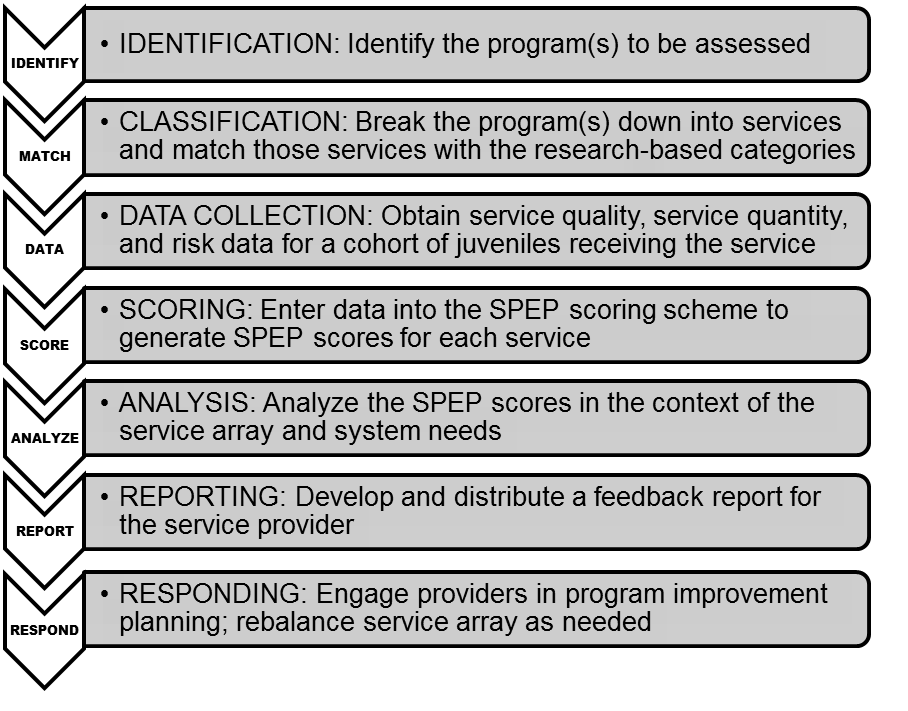 IDENTIFY
• IDENTIFICATION: Identify the program(s) to be assessed
MATCH
• CLASSIFICATION: Break the program(s) down into services
and match those services with the research-based categories
DATA
• DATA COLLECTION: Obtain service quality, service quantity,
and risk data for a cohort of juveniles receiving the service
SCORE
• SCORING: Enter data into the SPEP scoring scheme to
generate SPEP scores for each service
ANALYZE
• ANALYSIS: Analyze the SPEP scores in the context of the
service array and system needs
REPORT
• REPORTING: Develop and distribute a feedback report for
the service provider
RESPOND
• RESPONDING: Engage providers in program improvement
planning; rebalance service array as needed